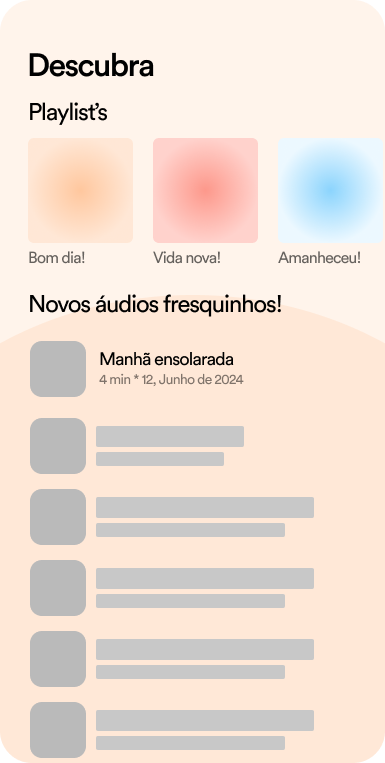 Descubra
Playlist’s
Bom dia!
Vida nova!
Amanheceu!
Novos áudios fresquinhos!
Manhã ensolarada
4 min * 12, Junho de 2024